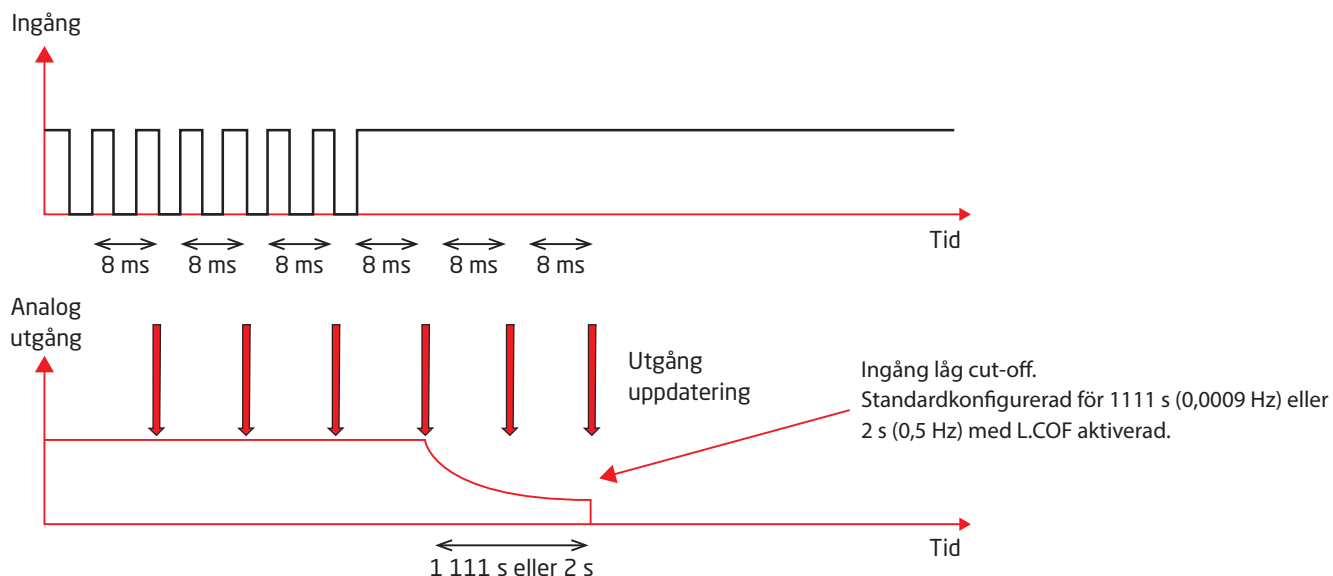 Ingång
Tid
8 ms
8 ms
8 ms
8 ms
8 ms
8 ms
Analog
utgång
Utgång
uppdatering
Ingång låg cut-off.
Standardkonfigurerad för 1111 s (0,0009 Hz) eller
2 s (0,5 Hz) med L.COF aktiverad.
Tid
1 111 s eller 2 s